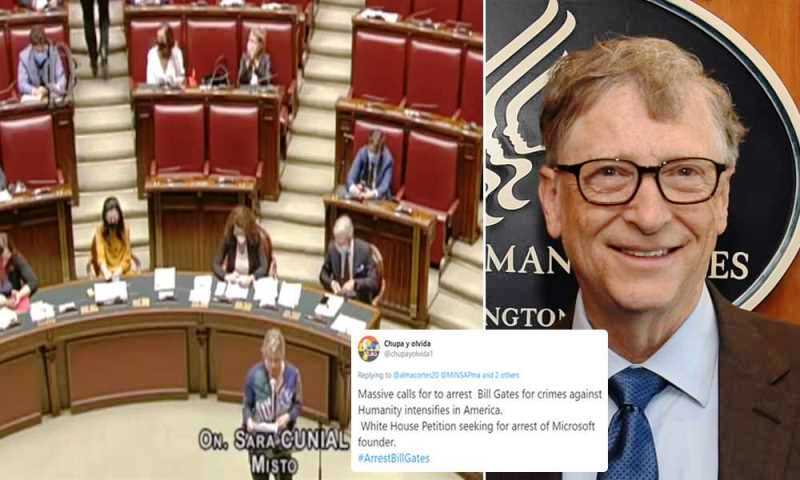 MAN
ES
NGTON
Chupa y olvida
@chupayolvida1
Replying to @almacortes20 @MINSAPma and 2 others
Massive calls for to arrest Bill Gates for crimes against
Humanity intensifies in America.
White House Petition seeking for arrest of Microsoft
founder.
#ArrestBillGates
ON. SARA CUNIAL
MISTO